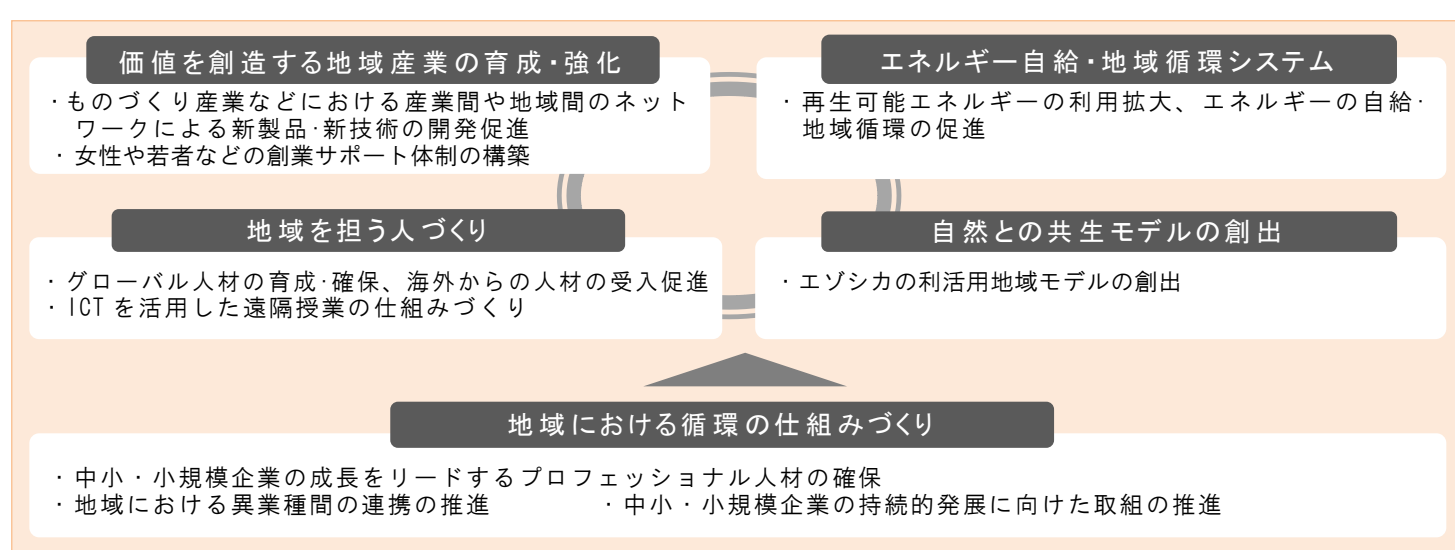 価値を創造する地域産業の育成・強化
・ものづくり産業などにおける産業間や地域間のネット
ワークによる新製品・新技術の開発促進
・女性や若者などの創業サポート体制の構築
エネルギー自給・地域循環システム
・再生可能エネルギーの利用拡大、エネルギーの自給・
地域循環の促進
地域を担う人づくり
・グローバル人材の育成・確保、海外からの人材の受入促進
・ICTを活用した遠隔授業の仕組みづくり
自然との共生モデルの創出
・エゾシカの利活用地域モデルの創出
地域における循環の仕組みづくり
・中小・小規模企業の成長をリードするプロフェッショナル人材の確保
・地域における異業種間の連携の推進　　　・中小・小規模企業の持続的発展に向けた取組の推進